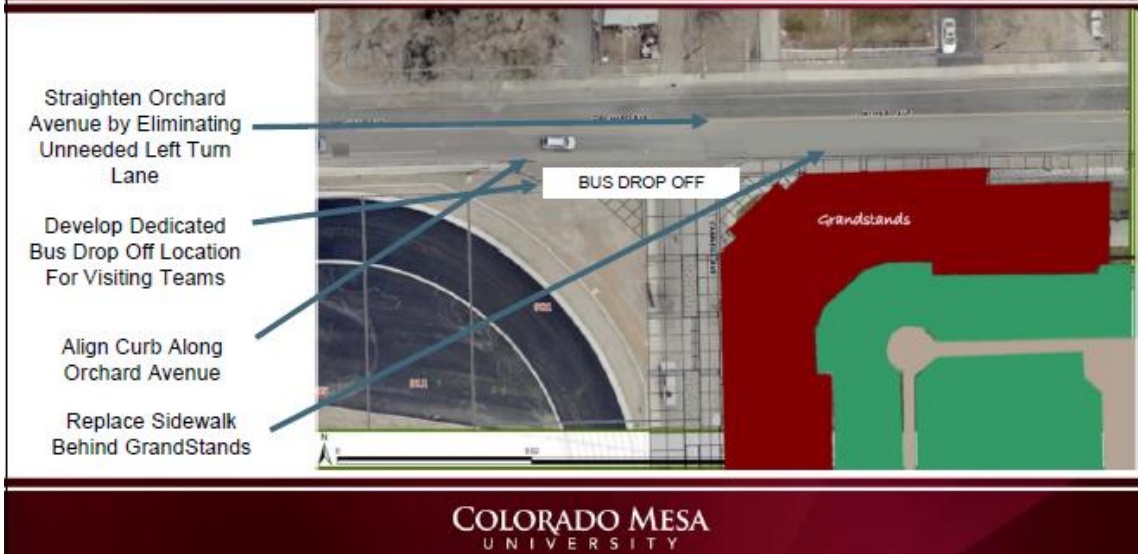 Straighten Orchard
Avenue by Eliminating
Unneeded Left Turn
Lane
Develop Dedicated
Bus Drop Off Location
For Visiting Teams
Align Curb Along
Orchard Avenue
Replace Sidewalk
Behind GrandStands
BUS DROP OFF
Grandstands
N
0
COLORADO MESA
UNIVERSITY